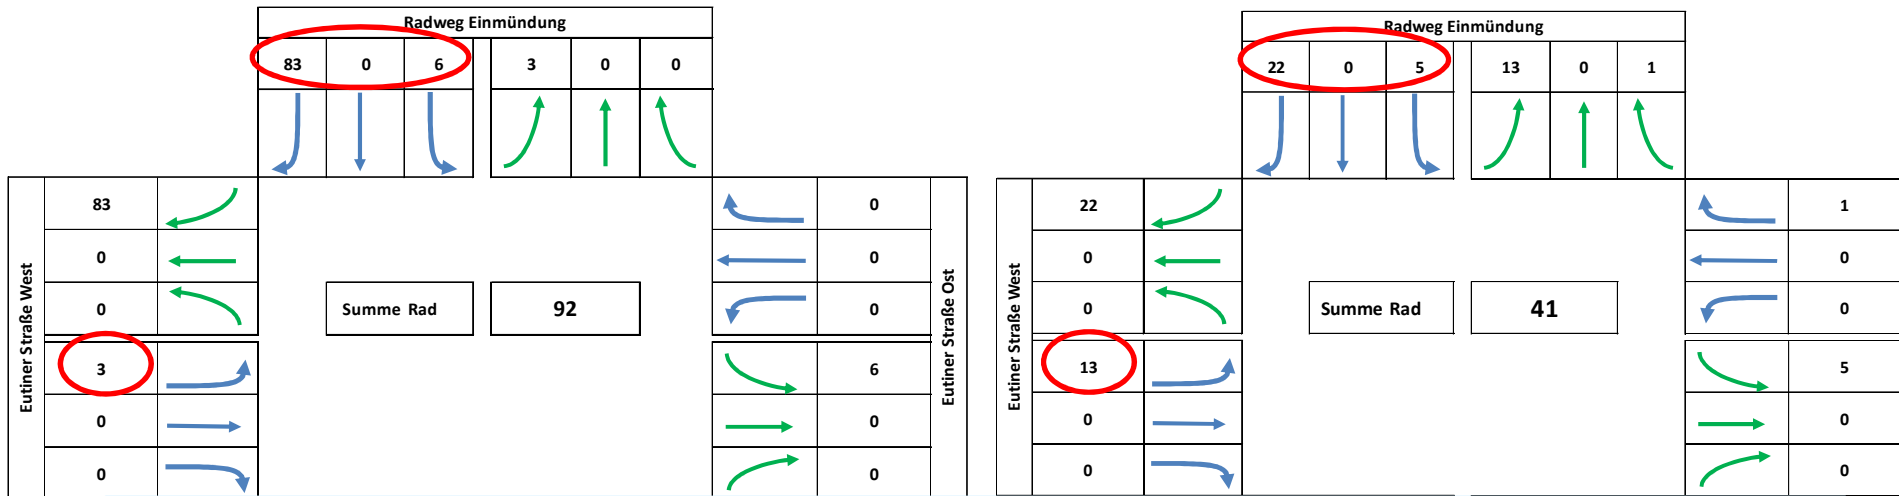 Radweg Einmündung
83 0 6 3 0 0
Eutiner Straße West
83
0
0
3
0
0
Summe Rad 92
0
0
0
6
0
0
Eutiner Straße Ost
Radweg Einmündung
22 0 5 13 0 1
Eutiner Straße West
22
0
0
13
0
0
Summe Rad 41
1
0
0
5
0
0